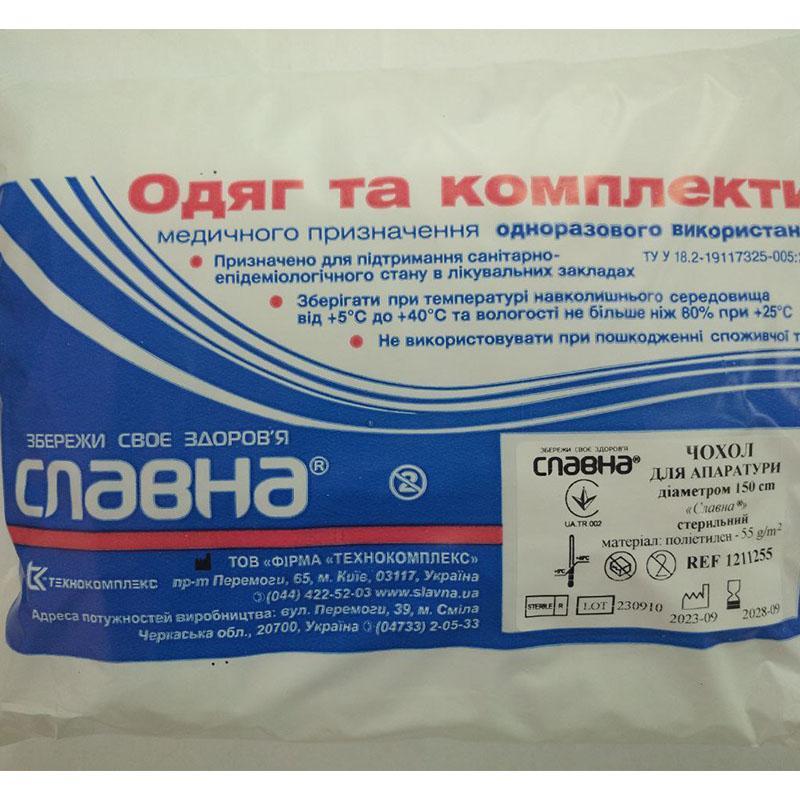 Одяг та комплекти
медичного призначення одноразового
Призначено для підтримання санітарно-
епідеміологічного стану в лікувальних закладах
ТУ У 18.2-19117325-005:
Зберігати при температурі навколишнього середовища
від +5°С до +40°С та вологості не більше ніж 80% при +25°С
Не використовувати при пошкодженні споживчої
ЗБЕРЕЖИ СВОЄ ЗДОРОВ'Я
СЛАВНА®
2
ТЕХНОКОМПЛЕКС
ТОВ «ФІРМА «ТЕХНОКОМПЛЕКС»
пр-т Перемоги, 65, м. Київ, 03117, Україна
(044) 422-52-03 www.slavna.ua
Адреса потужностей виробництва: вул. Перемоги, 39, м. Сміла
Черкаська обл., 20700, Україна (04733) 2-05-33
ЗБЕРЕЖИ СВОЄ ЗДОРОВ'Я
СЛАВНА®
UA.TR.002
ЧОХОЛ
ДЛЯ АПАРАТУРИ
діаметром 150 cm
«Славна®»
стерильний
матеріал: поліетилен - 55 g/m²
+5°C
+40°C
2
REF 1211255
STERILE R
LOT 230910
2023-09
2028-09